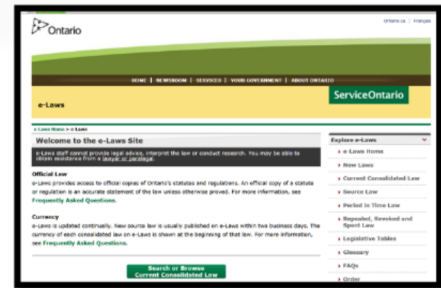 Ontario
ontario.ca | Français
HOME | NEWSROOM | SERVICES | YOUR GOVERNMENT | ABOUT ONTARIO
ServiceOntario
e-Laws
e-Laws Home > e-Laws
Welcome to the e-Laws Site
e-Laws staff cannot provide legal advice, interpret the law or conduct research. You may be able to
obtain assistance from a lawyer or paralegal.
Official Law
e-Laws provides access to official copies of Ontario's statutes and regulations. An official copy of a statute
or regulation is an accurate statement of the law unless otherwise proved. For more information, see
Frequently Asked Questions.
Currency
e-Laws is updated continually. New source law is usually published on e-Laws within two business days. The
currency of each consolidated law on e-Laws is shown at the beginning of that law. For more information,
see Frequently Asked Questions.
Search or Browse
Current Consolidated Law
Explore e-Laws
e-Laws Home
New Laws
Current Consolidated Law
Source Law
Period in Time Law
Repealed, Revoked and
Spent Law
Legislative Tables
Glossary
FAQs
Order